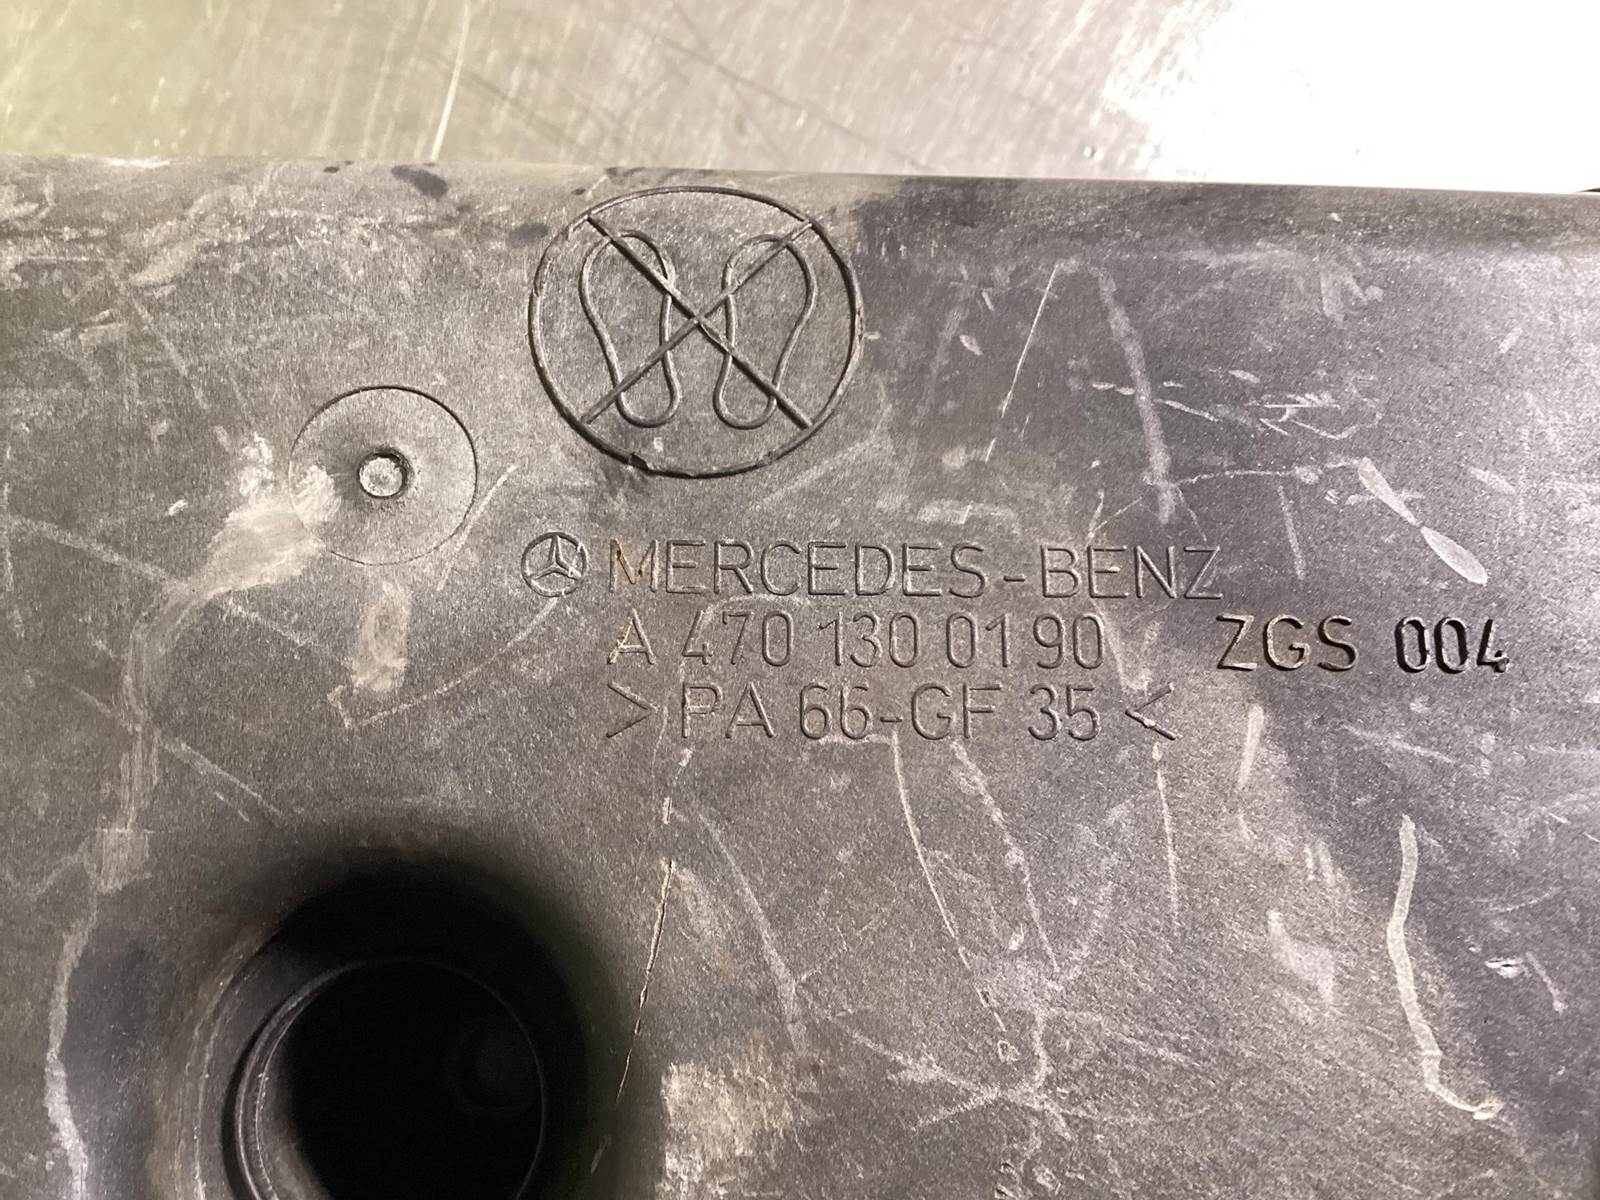 MERCEDES-BENZ
A 470 130 01 90 ZGS 004
>PA 66-GF 35<